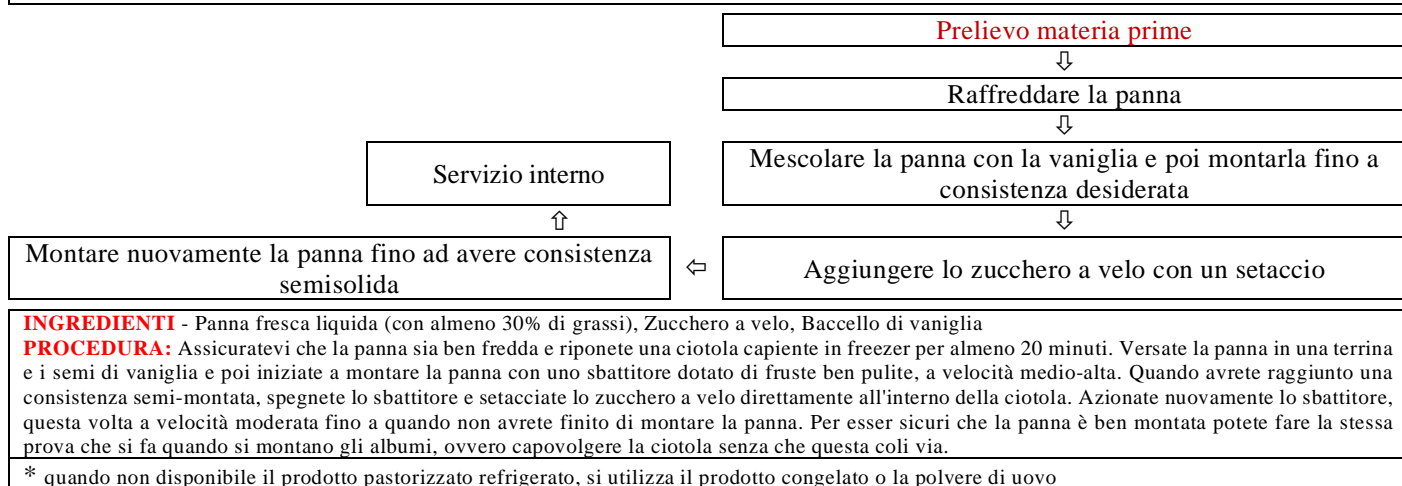 Prelievo materia prime
⇩
Raffreddare la panna
⇩
Mescolare la panna con la vaniglia e poi montarla fino a
consistenza desiderata
⇩
Aggiungere lo zucchero a velo con un setaccio
⇦
Montare nuovamente la panna fino ad avere consistenza
semisolida
⇧
Servizio interno
INGREDIENTI - Panna fresca liquida (con almeno 30% di grassi), Zucchero a velo, Baccello di vaniglia
PROCEDURA: Assicuratevi che la panna sia ben fredda e riponete una ciotola capiente in freezer per almeno 20 minuti. Versate la panna in una terrina
e i semi di vaniglia e poi iniziate a montare la panna con uno sbattitore dotato di fruste ben pulite, a velocità medio-alta. Quando avrete raggiunto una
consistenza semi-montata, spegnete lo sbattitore e setacciate lo zucchero a velo direttamente all'interno della ciotola. Azionate nuovamente lo sbattitore,
questa volta a velocità moderata fino a quando non avrete finito di montare la panna. Per esser sicuri che la panna è ben montata potete fare la stessa
prova che si fa quando si montano gli albumi, ovvero capovolgere la ciotola senza che questa coli via.
* quando non disponibile il prodotto pastorizzato refrigerato, si utilizza il prodotto congelato o la polvere di uovo